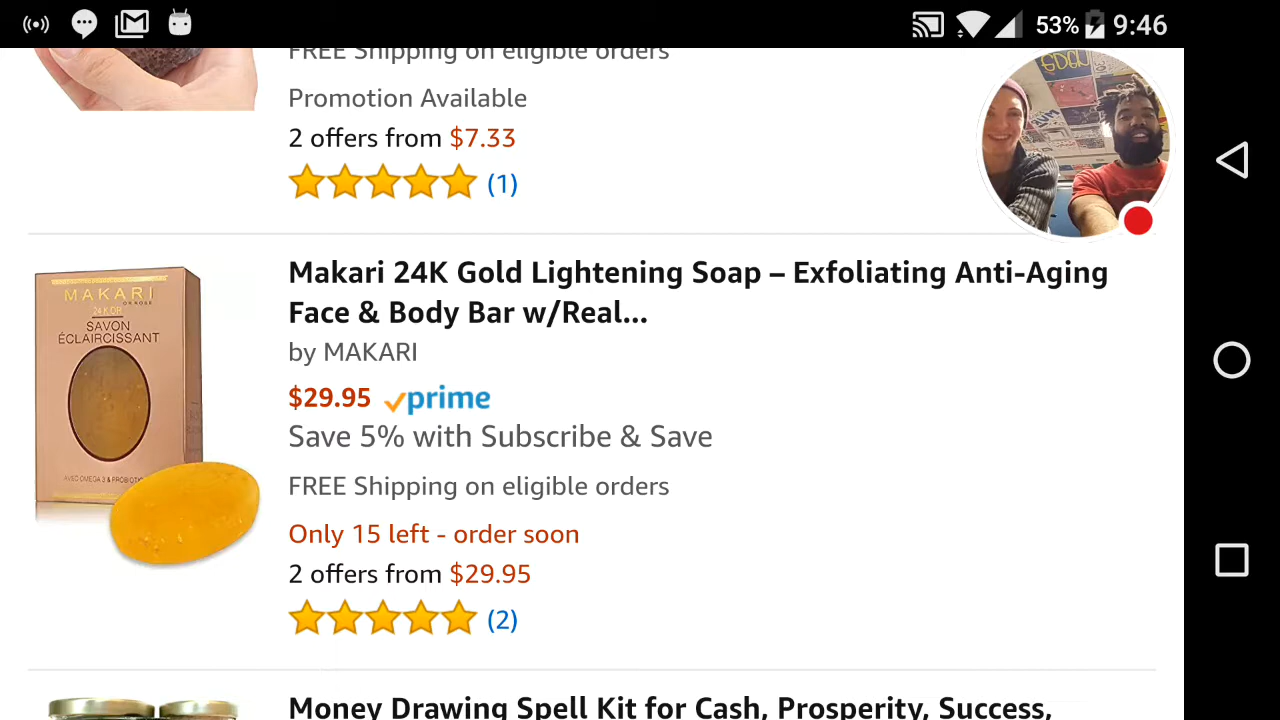 53% 9:46
FREE Shipping on eligible orders
Promotion Available
2 offers from $7.33
(1)
EDEN
Makari 24K Gold Lightening Soap – Exfoliating Anti-Aging
Face & Body Bar w/Real...
by MAKARI
$29.95 prime
Save 5% with Subscribe & Save
FREE Shipping on eligible orders
Only 15 left - order soon
2 offers from $29.95
(2)
MAKARI
24K OR
SAVON
ÉCLAIRCISSANT
Money Drawing Spell Kit for Cash, Prosperity, Success,